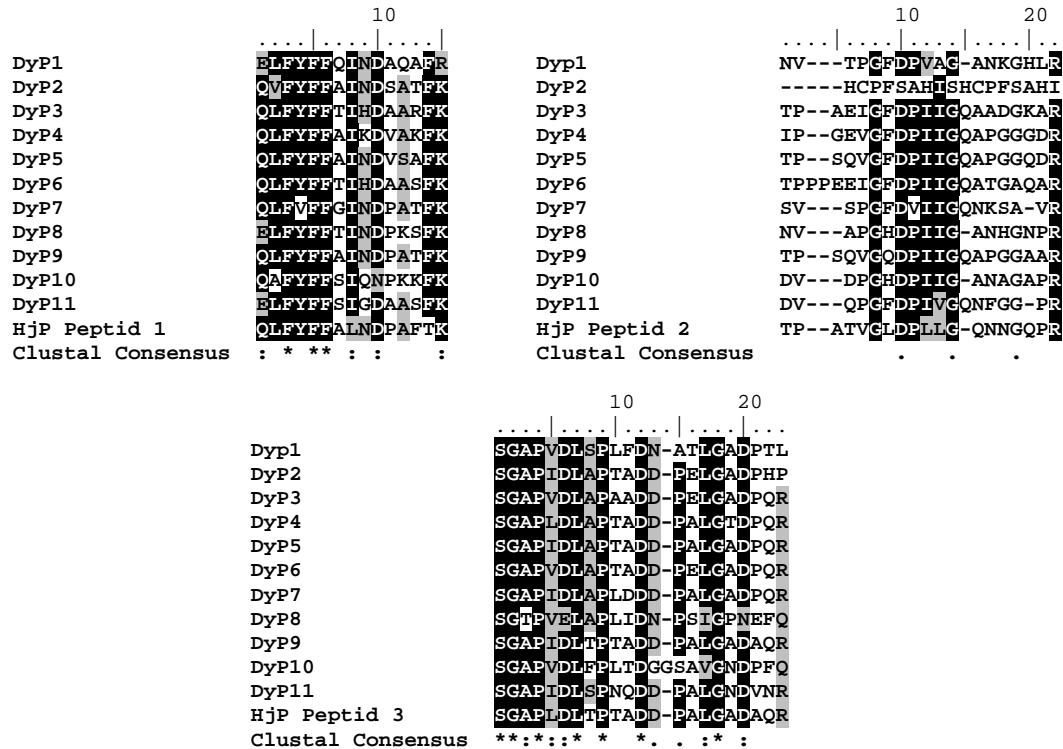 10
....|....|....|
DyP1 ELFYFFQINDAQAFR
DyP2 QVFYFFAINDSATFK
DyP3 QLFYFFTIHDAARFK
DyP4 QLFYFFAIKDVAKFK
DyP5 QLFYFFAINDVSAFK
DyP6 QLFYFFTIHDAASFK
DyP7 QLFVFFGINDPATFK
DyP8 ELFYFFTINDPKSFK
DyP9 QLFYFFAINDPATFK
DyP10 QAFYFFSIQNPKKFK
DyP11 ELFYFFSIGDAASFK
HjP Peptid 1 QLFYFFALNDPAFTK
Clustal Consensus : * ** : :    :
10 20
....|....|....|....|..
Dyp1 NV---TPGFDPVAG-ANKGHLR
DyP2 -----HCPFSAHISHCPFSAHI
DyP3 TP--AEIGFDPIIGQAADGKAR
DyP4 IP--GEVGFDPIIGQAPGGGDR
DyP5 TP--SQVGFDPIIGQAPGGQDR
DyP6 TPPPEEIGFDPIIGQATGAQAR
DyP7 SV---SPGFDVIIGQNKSA-VR
DyP8 NV---APGHDPIIG-ANHGNPR
DyP9 TP--SQVGQDPIIGQAPGGAAR
DyP10 DV---DPGHDPIIG-ANAGAPR
DyP11 DV---QPGFDPIVGQNFGG-PR
HjP Peptid 2 TP--ATVGLDPLLG-QNNGQPR
Clustal Consensus .   .    .
10 20
....|....|....|....|...
Dyp1 SGAPVDLSPLFDN-ATLGADPTL
DyP2 SGAPIDLAPTADD-PELGADPHP
DyP3 SGAPVDLAPAADD-PELGADPQR
DyP4 SGAPLDLAPTADD-PALGTDPQR
DyP5 SGAPIDLAPTADD-PALGADPQR
DyP6 SGAPVDLAPTADD-PELGADPQR
DyP7 SGAPIDLAPLDDD-PALGADPQR
DyP8 SGTPVELAPLIDN-PSIGPNEFQ
DyP9 SGAPIDLTPTADD-PALGADAQR
DyP10 SGAPVDLFPLTDGGSAVGNDPFQ
DyP11 SGAPIDLSPNQDD-PALGNDVNR
HjP Peptid 3 SGAPLDLTPTADD-PALGADAQR
Clustal Consensus **:*::* *  *. . :* :